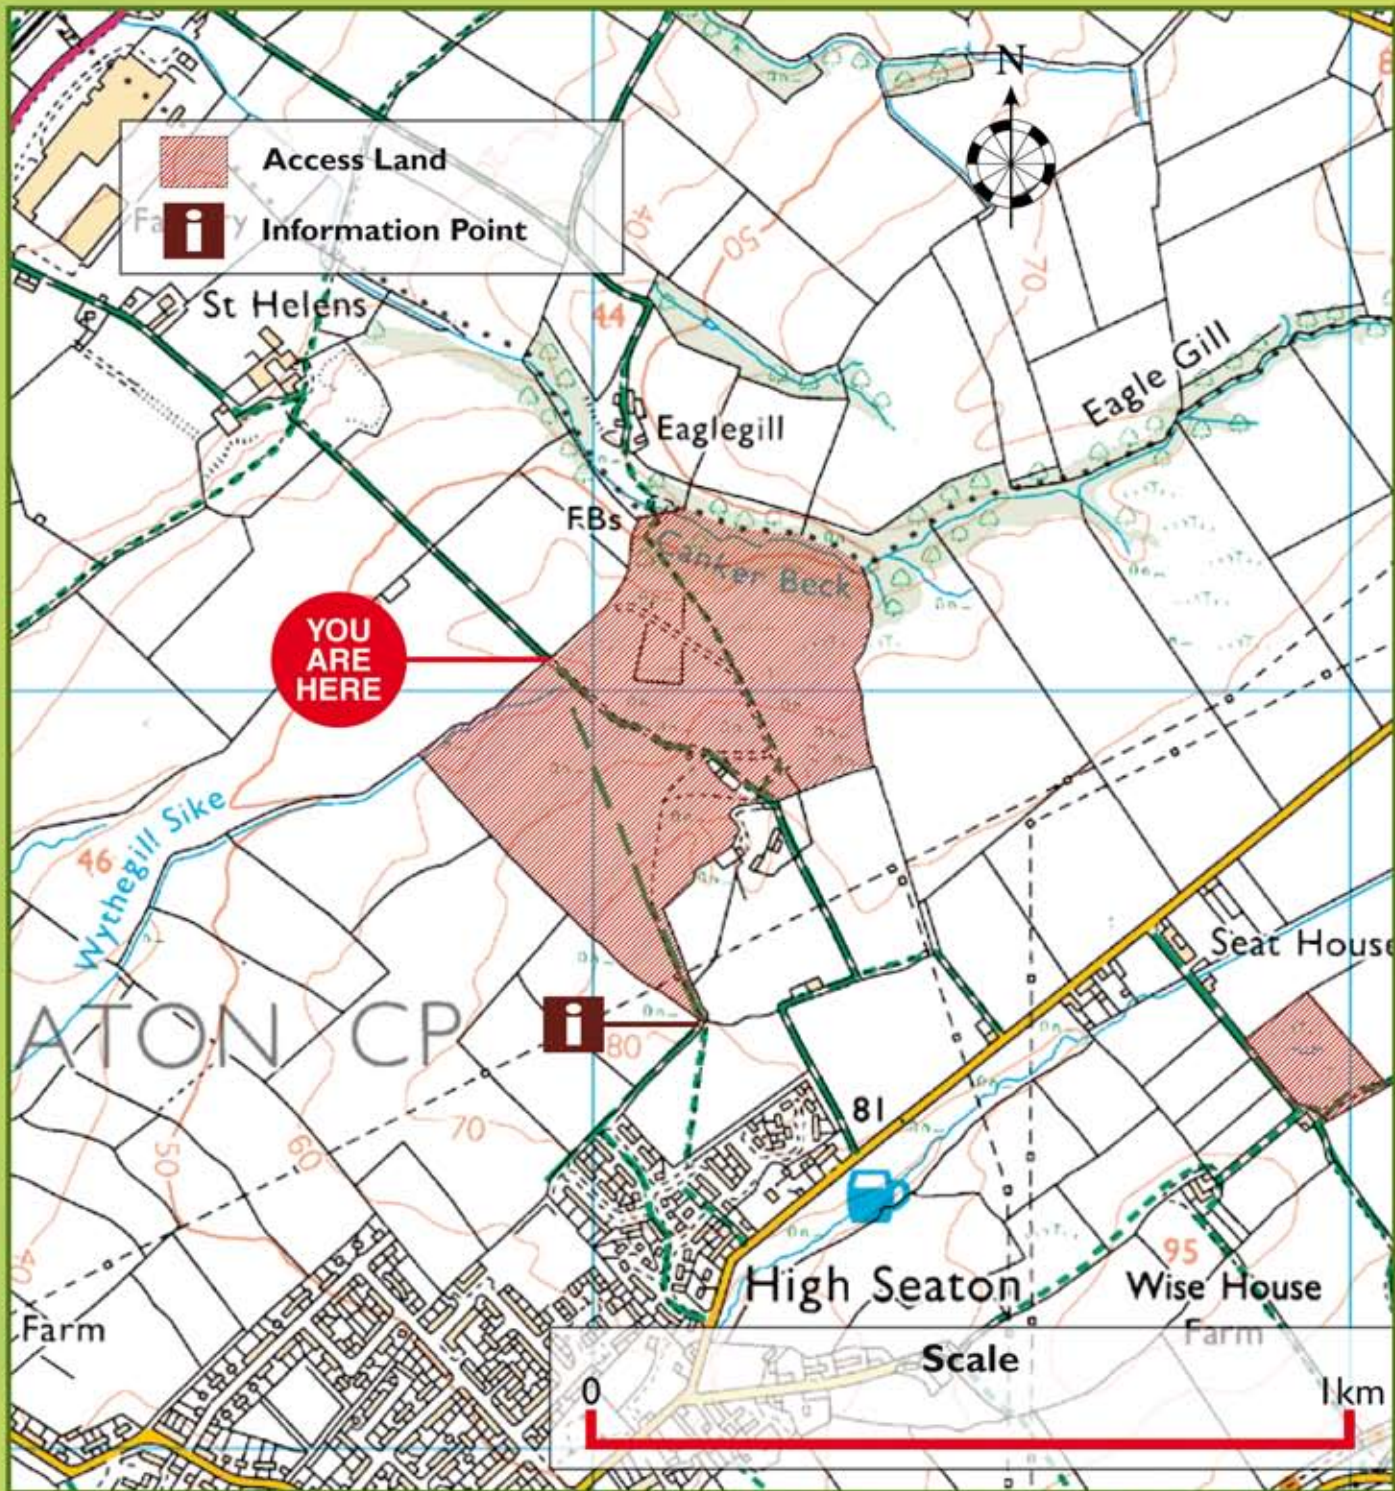 N
Access Land
Information Point
Fa
y
St Helens
44
40
50
70
Eagle Gill
Eaglegill
FBs
Canker Beck
YOU
ARE
HERE
Wythegill Sike
46
Seat House
ATON CP
80
81
70
60
50
40
High Seaton
95
Wise House
Farm
Farm
Scale
0
1km